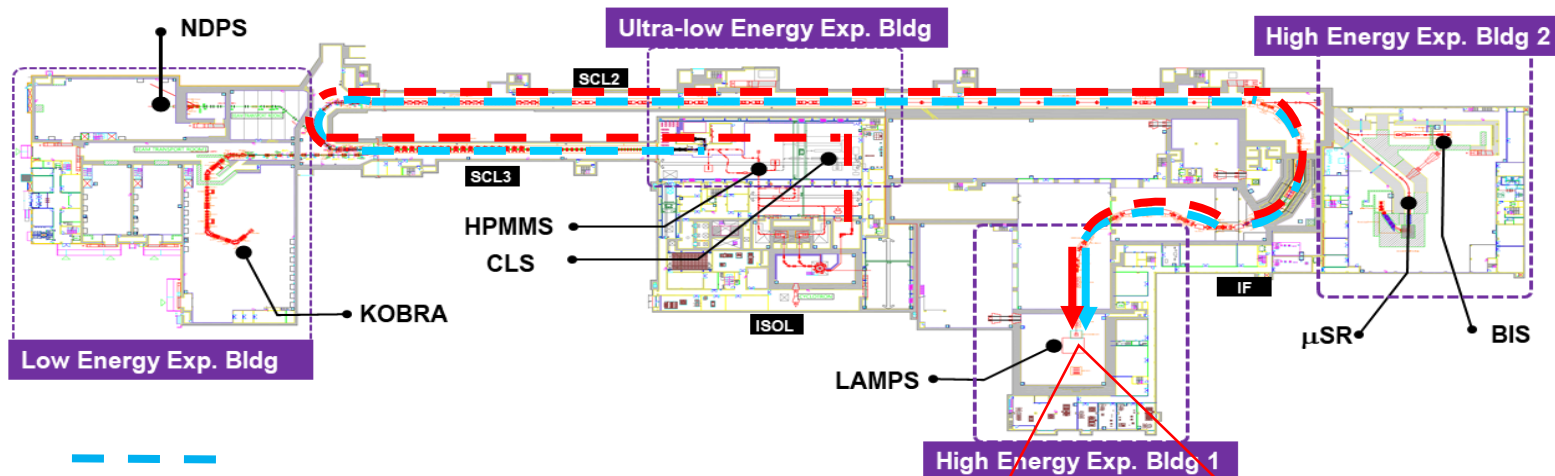 NDPS
Ultra-low Energy Exp. Bldg
High Energy Exp. Bldg 2
SCL2
SCL3
HPMMS
CLS
KOBRA
ISOL
IF
μSR
BIS
Low Energy Exp. Bldg
LAMPS
High Energy Exp. Bldg 1